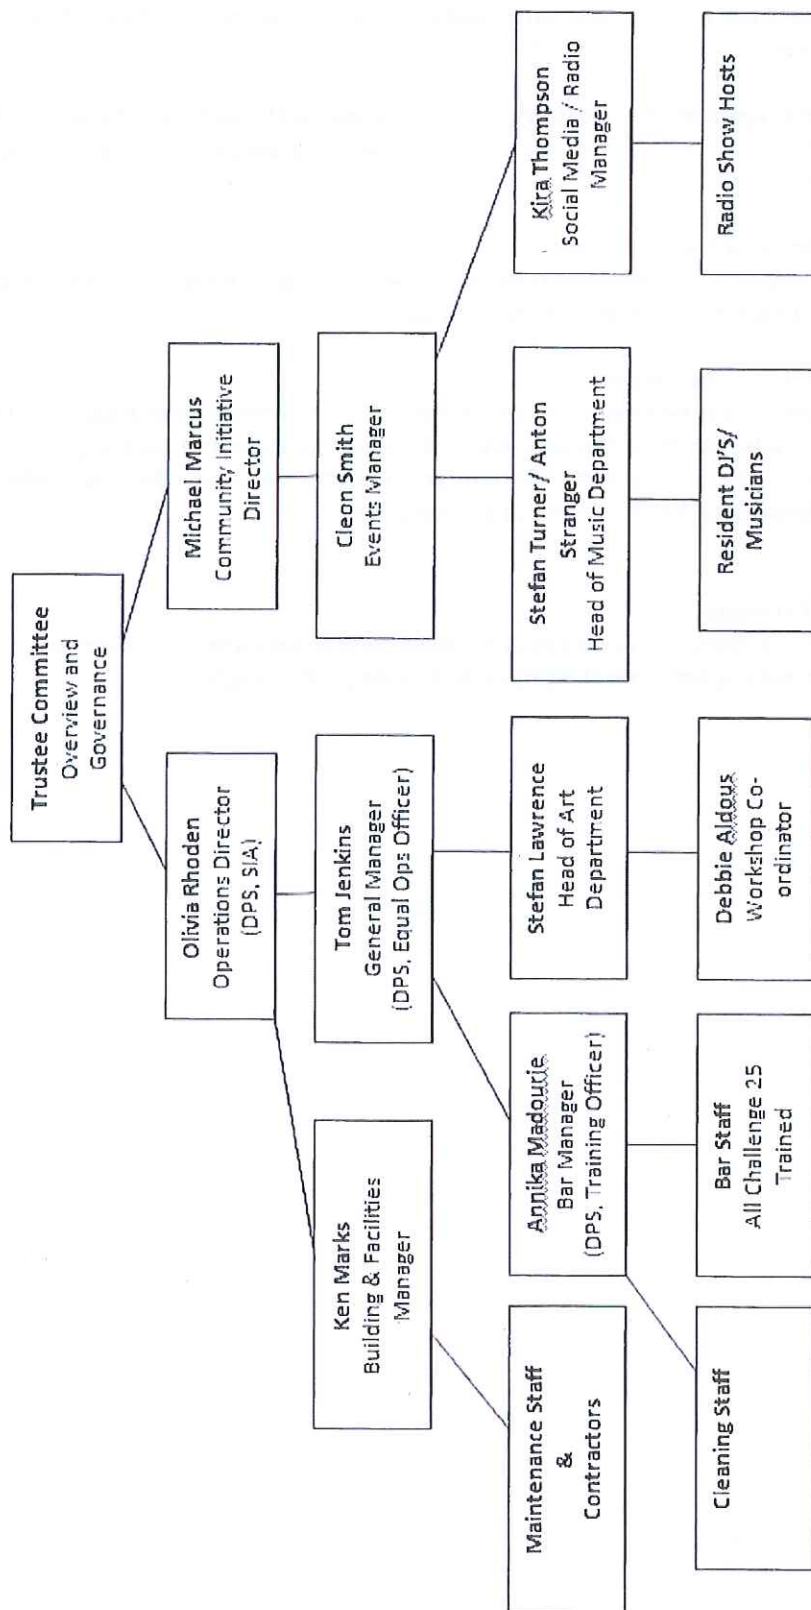 Trustee Committee
Overview and
Governance
Olivia Rhoden
Operations Director
(DPS, SIA)
Michael Marcus
Community Initiative
Director
Ken Marks
Building & Facilities
Manager
Tom Jenkins
General Manager
(DPS, Equal Ops Officer)
Cleon Smith
Events Manager
Maintenance Staff
&
Contractors
Annika Madourie
Bar Manager
(DPS, Training Officer)
Stefan Lawrence
Head of Art
Department
Stefan Turner/ Anton
Stranger
Head of Music Department
Kira Thompson
Social Media / Radio
Manager
Cleaning Staff
Bar Staff
All Challenge 25
Trained
Debbie Aldous
Workshop Co-
ordinator
Resident DJ'S/
Musicians
Radio Show Hosts